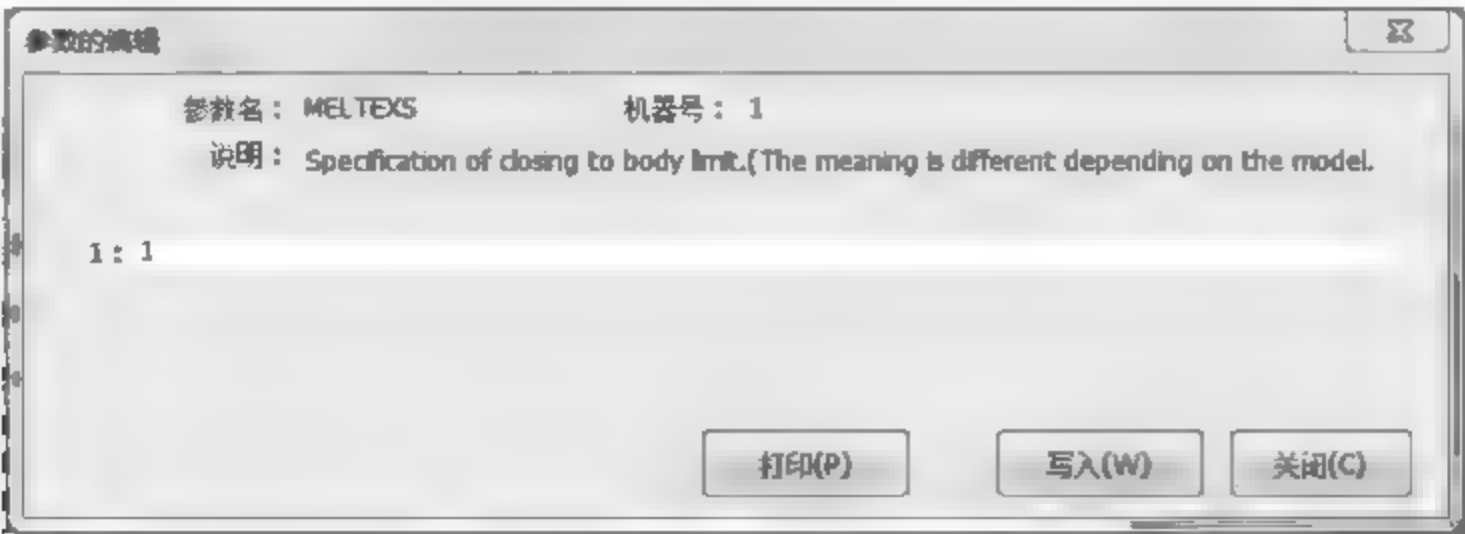 参数的编辑
参数名： MELTEXS 机器号： 1
说明： Specification of closing to body limit.(The meaning is different depending on the model.
1： 1
打印(P) 写入(W) 关闭(C)